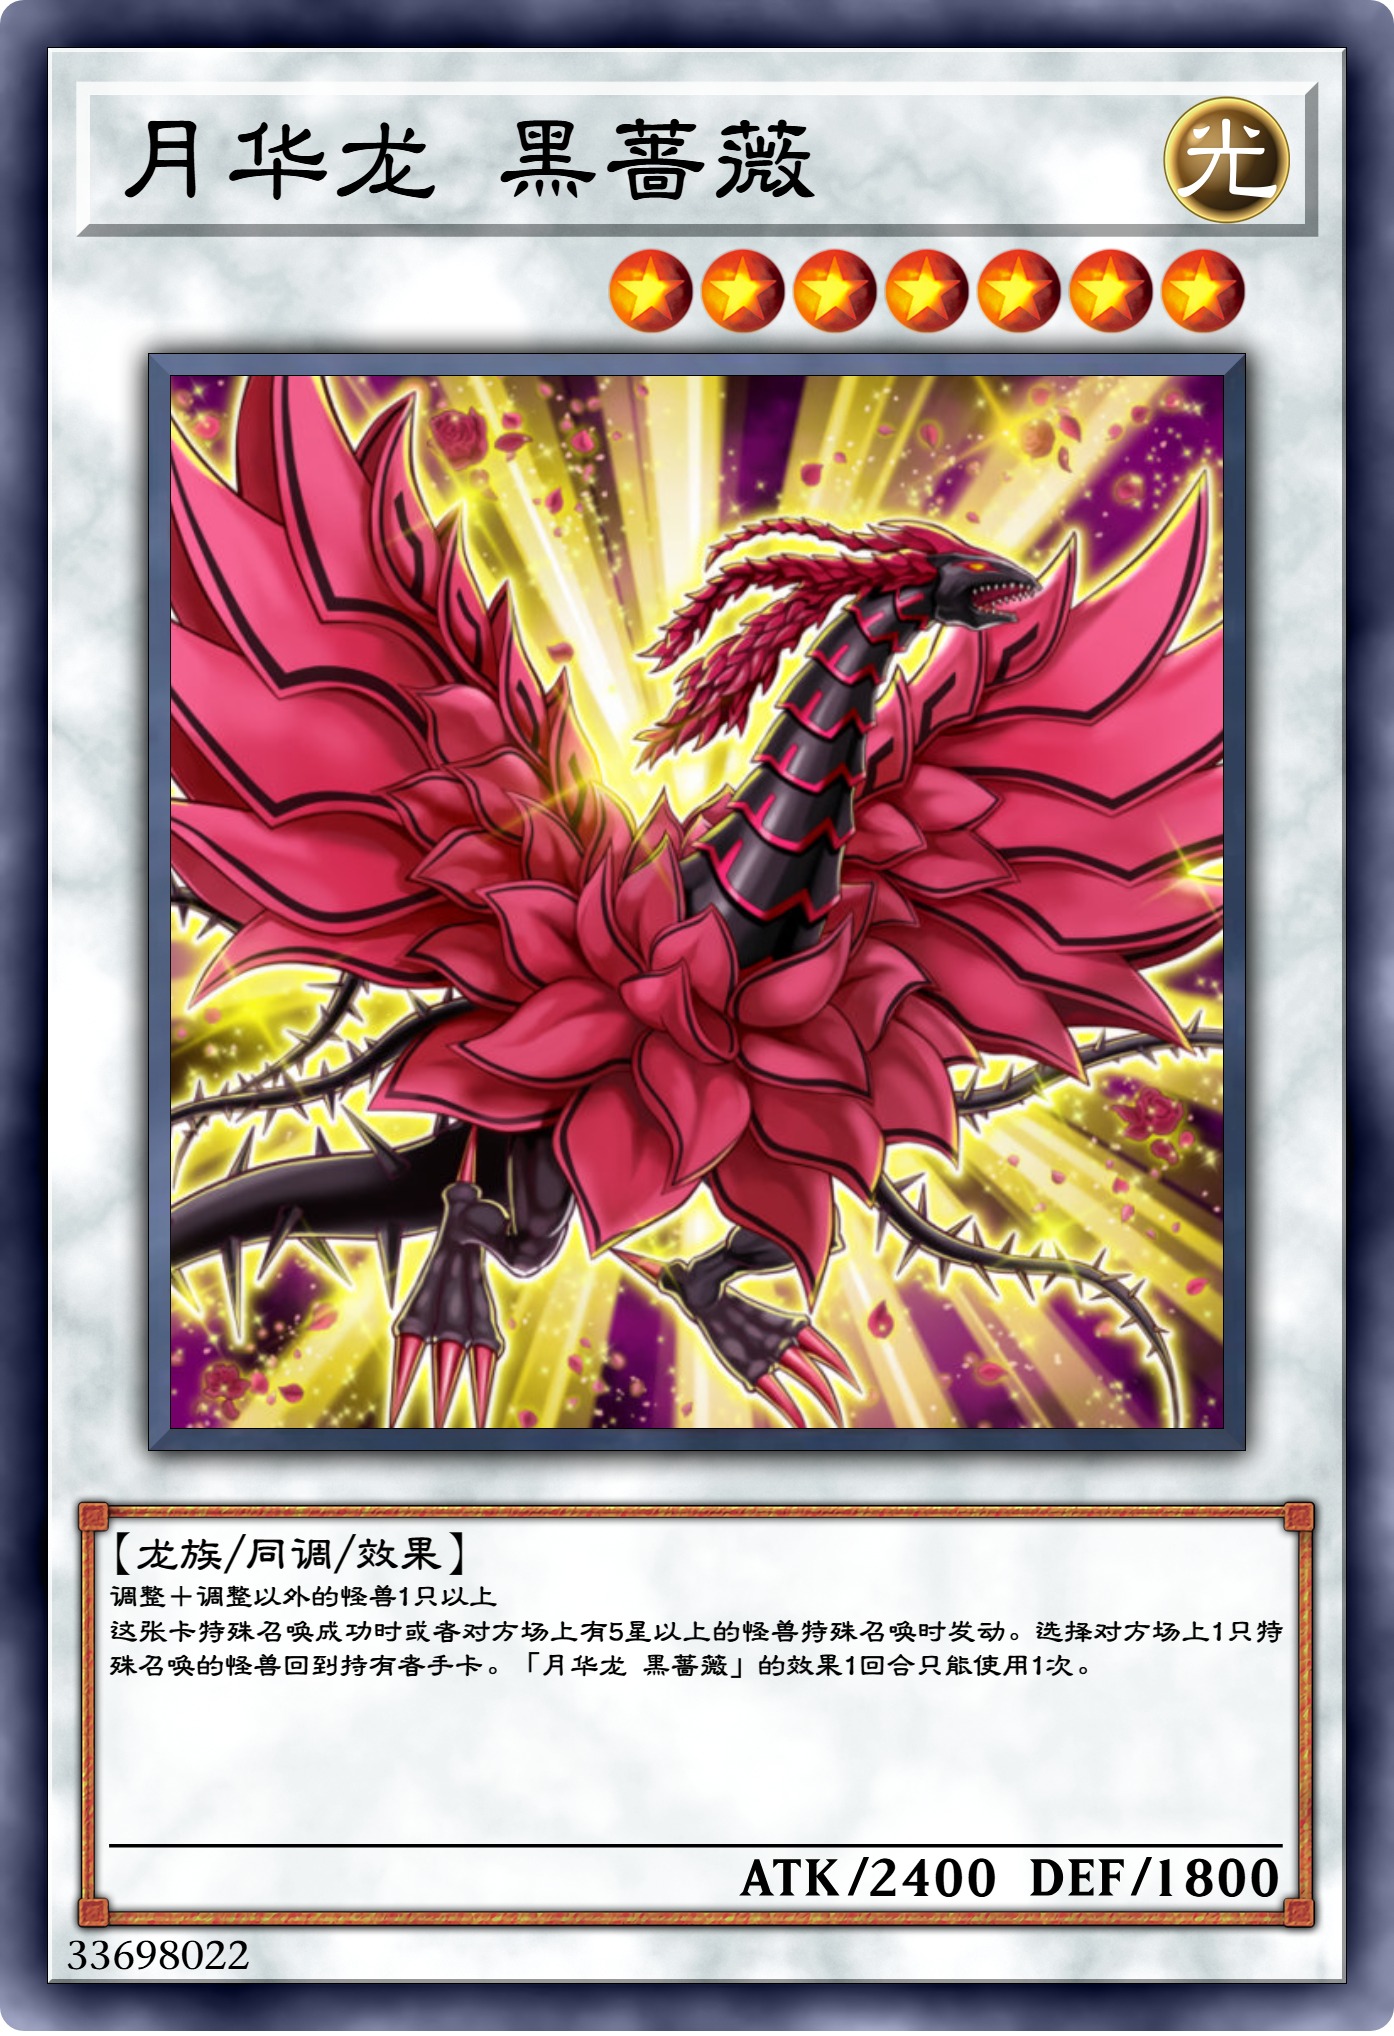 月华龙 黑蔷薇
光
【龙族/同调/效果】
调整＋调整以外的怪兽1只以上
这张卡特殊召唤成功时或者对方场上有5星以上的怪兽特殊召唤时发动。选择对方场上1只特
殊召唤的怪兽回到持有者手卡。「月华龙 黑蔷薇」的效果1回合只能使用1次。
ATK/2400 DEF/1800
33698022